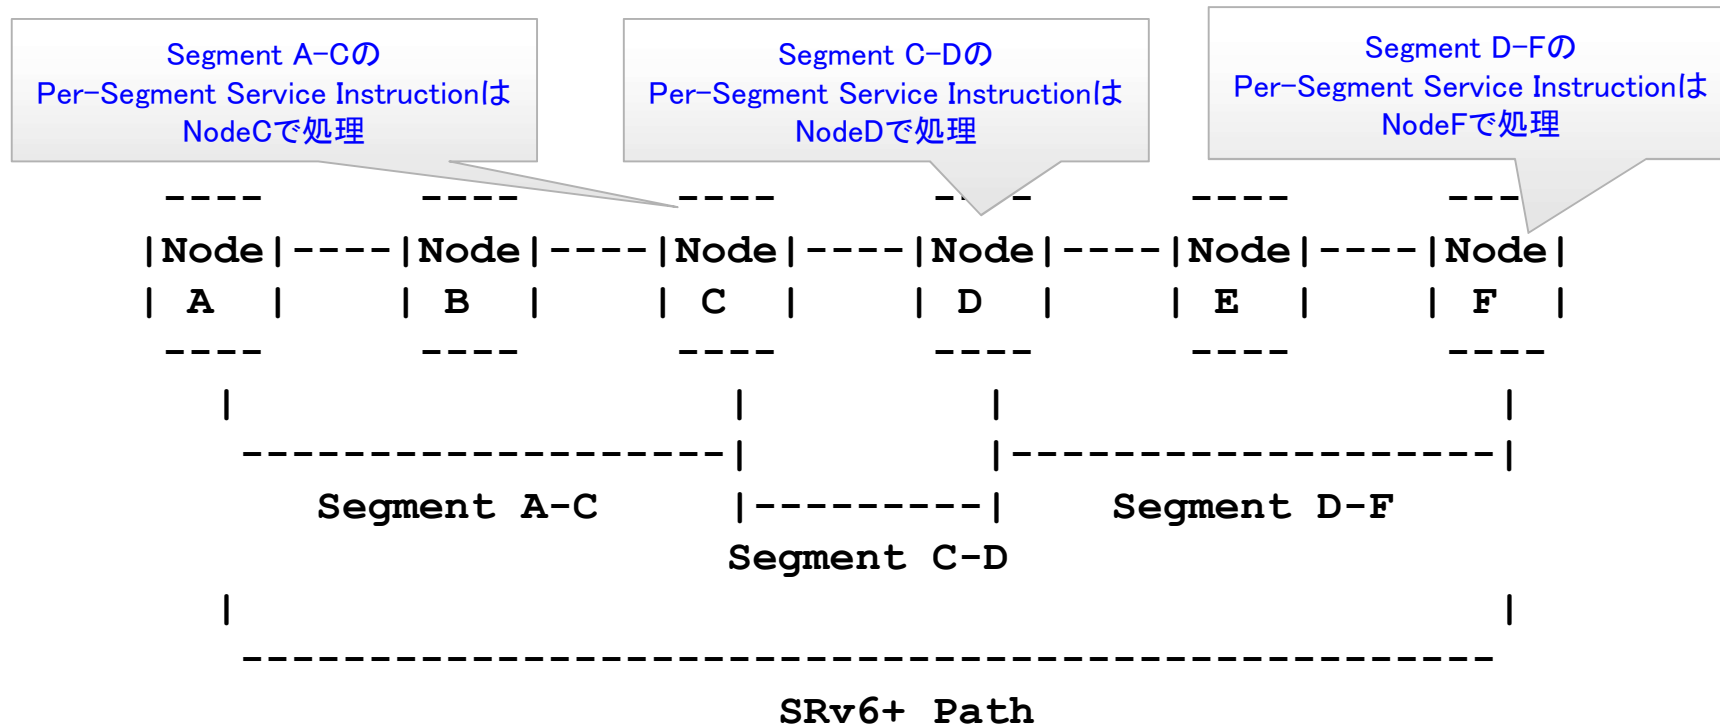 Segment A-Cの
Per-Segment Service Instructionは
NodeCで処理
Segment C-Dの
Per-Segment Service Instructionは
NodeDで処理
Segment D-Fの
Per-Segment Service Instructionは
NodeFで処理
---- ---- ---- ---- ---- ----
|Node|----|Node|----|Node|----|Node|----|Node|----|Node|
| A | | B | | C | | D | | E | | F |
---- ---- ---- ---- ---- ----
| | | |
-------------------| |-------------------|
Segment A-C |---------| Segment D-F
Segment C-D
| |
-------------------------------------------------
SRv6+ Path